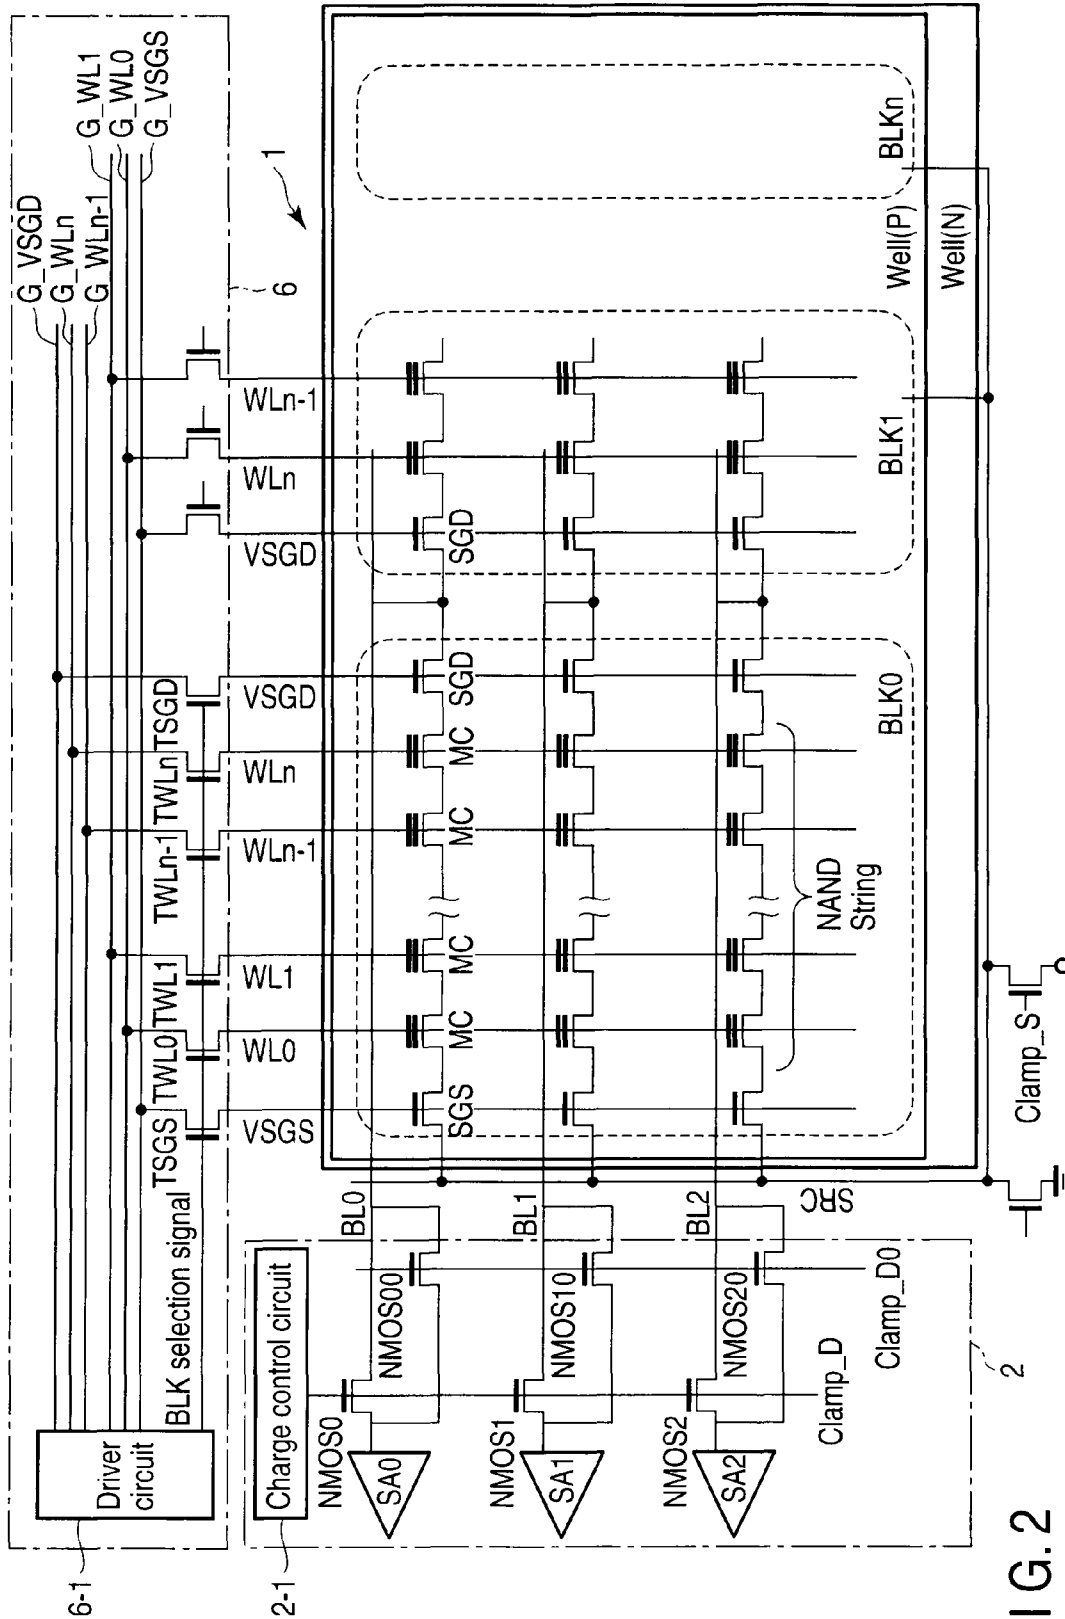 6-1
Driver
circuit
BLK selection signal
TSGS
TWL0
TWL1
TWLn-1
TWLn
TSGD
G_VSGD
G_WLn
G_WLn-1
G_WL1
G_WL0
G_VSGS
6
1
VSGS
WL0
WL1
WLn-1
WLn
VSGD
VSGD
WLn
WLn-1
2-1
Charge control circuit
NMOS0
SA0
NMOS00
BL0
SGS
MC
MC
MC
MC
SGD
SGD
NMOS1
SA1
NMOS10
BL1
NMOS2
SA2
NMOS20
BL2
NAND
String
BLK0
BLK1
BLKn
Well(P)
Well(N)
SRC
Clamp_D
Clamp_D0
2
Clamp_S
IG. 2